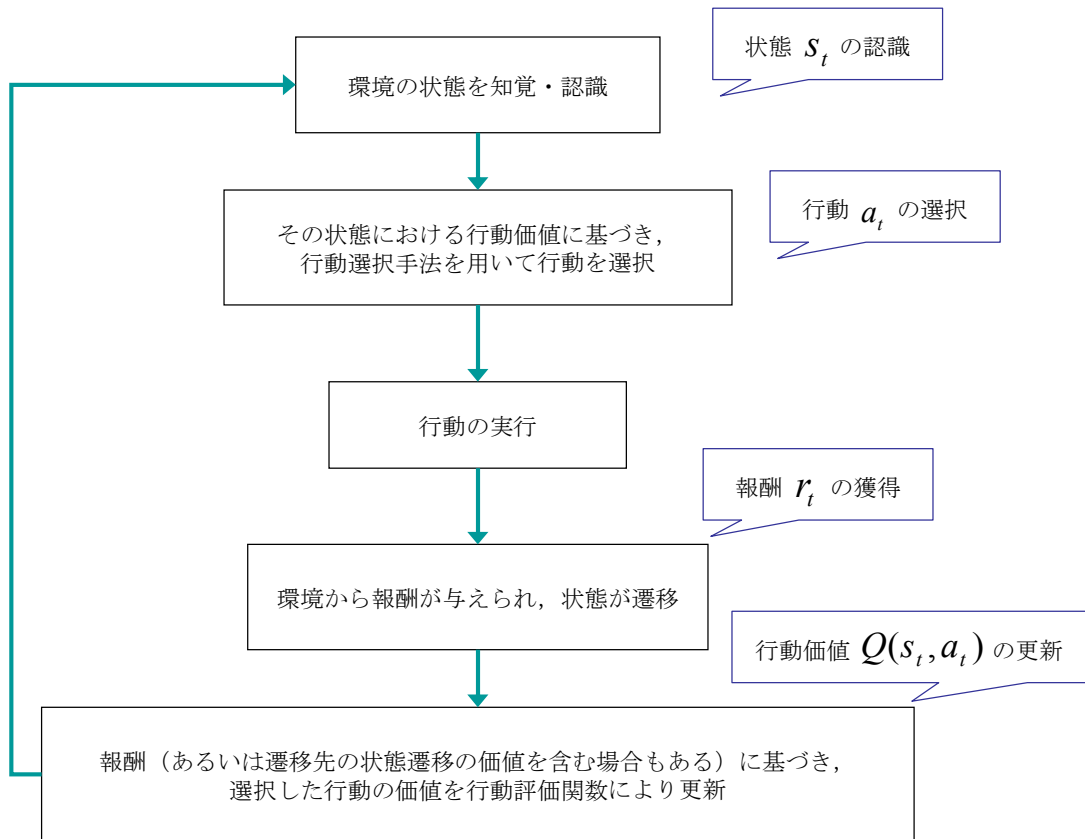 状態 s_t の認識
環境の状態を知覚・認識
行動 a_t の選択
その状態における行動価値に基づき，
行動選択手法を用いて行動を選択
行動の実行
報酬 r_t の獲得
環境から報酬が与えられ，状態が遷移
行動価値 Q(s_t, a_t) の更新
報酬（あるいは遷移先の状態遷移の価値を含む場合もある）に基づき，
選択した行動の価値を行動評価関数により更新